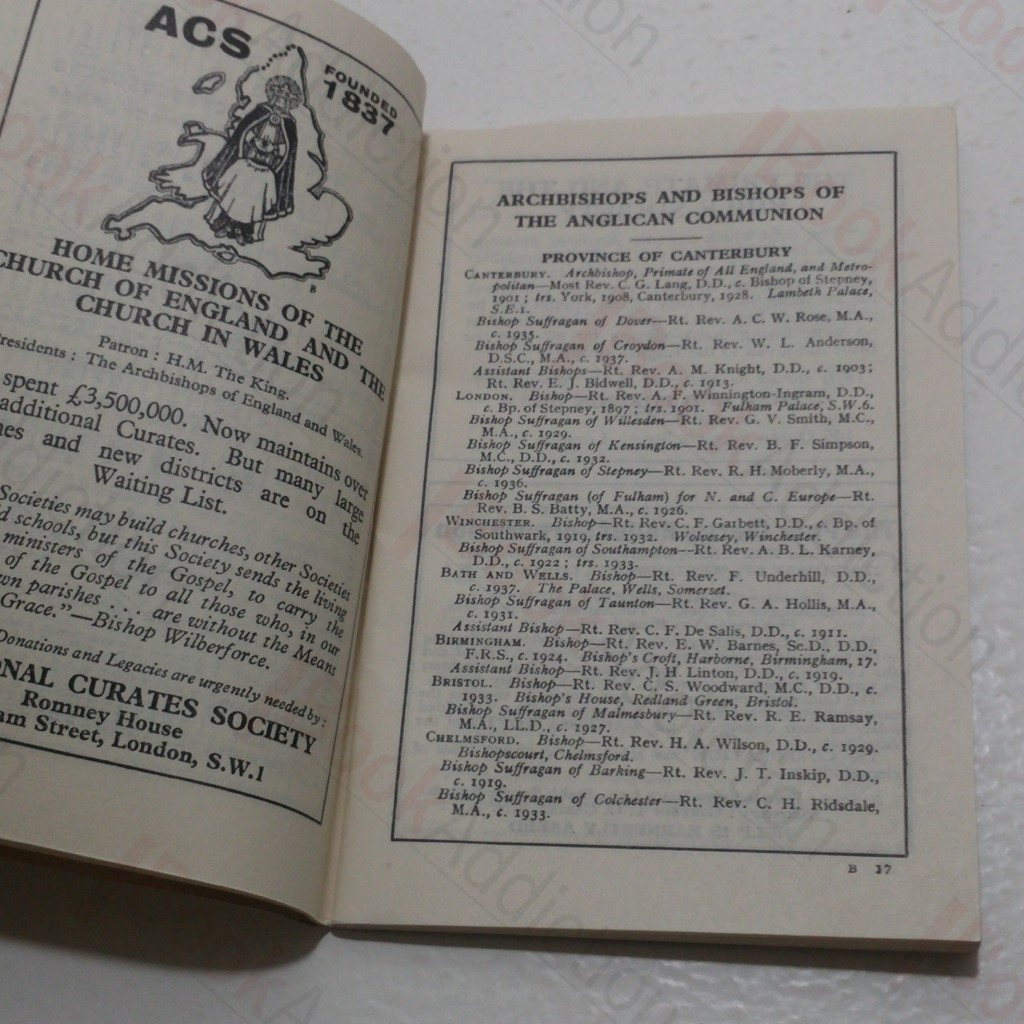 ACS
FOUNDED
1837
HOME MISSIONS OF THE
CHURCH OF ENGLAND AND THE
CHURCH IN WALES
Patron : H.M. The King.
Presidents : The Archbishops of England and Wales.
spent £3,500,000. Now maintains over
additional Curates. But many large
and new districts are on the
Waiting List.
Societies may build churches, other Societies
schools, but this Society sends the living
ministers of the Gospel, to carry the
of the Gospel to all those who, in our
own parishes . . . are without the Means
Grace."—Bishop Wilberforce.
Donations and Legacies are urgently needed by :
CURATES SOCIETY
Romney House
Street, London, S.W.1
ARCHBISHOPS AND BISHOPS OF
THE ANGLICAN COMMUNION
PROVINCE OF CANTERBURY
CANTERBURY. Archbishop, Primate of All England, and Metro-
politan—Most Rev. C. G. Lang, D.D., c. Bishop of Stepney,
1901 ; trs. York, 1908, Canterbury, 1928. Lambeth Palace,
S.E.1.
Bishop Suffragan of Dover—Rt. Rev. A. C. W. Rose, M.A.,
c. 1935.
Bishop Suffragan of Croydon—Rt. Rev. W. L. Anderson,
D.S.C., M.A., c. 1937.
Assistant Bishops—Rt. Rev. A. M. Knight, D.D., c. 1903;
Rt. Rev. E. J. Bidwell, D.D., c. 1913.
LONDON. Bishop—Rt. Rev. A. F. Winnington-Ingram, D.D.,
c. Bp. of Stepney, 1897 ; trs. 1901. Fulham Palace, S.W.6.
Bishop Suffragan of Willesden—Rt. Rev. G. V. Smith, M.C.,
M.A., c. 1929.
Bishop Suffragan of Kensington—Rt. Rev. B. F. Simpson,
M.C., D.D., c. 1932.
Bishop Suffragan of Stepney—Rt. Rev. R. H. Moberly, M.A.,
c. 1936.
Bishop Suffragan (of Fulham) for N. and C. Europe—Rt.
Rev. B. S. Batty, M.A., c. 1926.
WINCHESTER. Bishop—Rt. Rev. C. F. Garbett, D.D., c. Bp. of
Southwark, 1919, trs. 1932. Wolvesey, Winchester.
Bishop Suffragan of Southampton—Rt. Rev. A. B. L. Karney,
D.D., c. 1922 ; trs. 1933.
BATH AND WELLS. Bishop—Rt. Rev. F. Underhill, D.D.,
c. 1937. The Palace, Wells, Somerset.
Bishop Suffragan of Taunton—Rt. Rev. G. A. Hollis, M.A.,
c. 1931.
Assistant Bishop—Rt. Rev. C. F. De Salis, D.D., c. 1911.
BIRMINGHAM. Bishop—Rt. Rev. E. W. Barnes, Sc.D., D.D.,
F.R.S., c. 1924. Bishop's Croft, Harborne, Birmingham, 17.
Assistant Bishop—Rt. Rev. J. H. Linton, D.D., c. 1919.
BRISTOL. Bishop—Rt. Rev. C. S. Woodward, M.C., D.D., c.
1933. Bishop's House, Redland Green, Bristol.
Bishop Suffragan of Malmesbury—Rt. Rev. R. E. Ramsay,
M.A., LL.D., c. 1927.
CHELMSFORD. Bishop—Rt. Rev. H. A. Wilson, D.D., c. 1929.
Bishopscourt, Chelmsford.
Bishop Suffragan of Barking—Rt. Rev. J. T. Inskip, D.D.,
c. 1919.
Bishop Suffragan of Colchester—Rt. Rev. C. H. Ridsdale,
M.A., c. 1933.
B 17